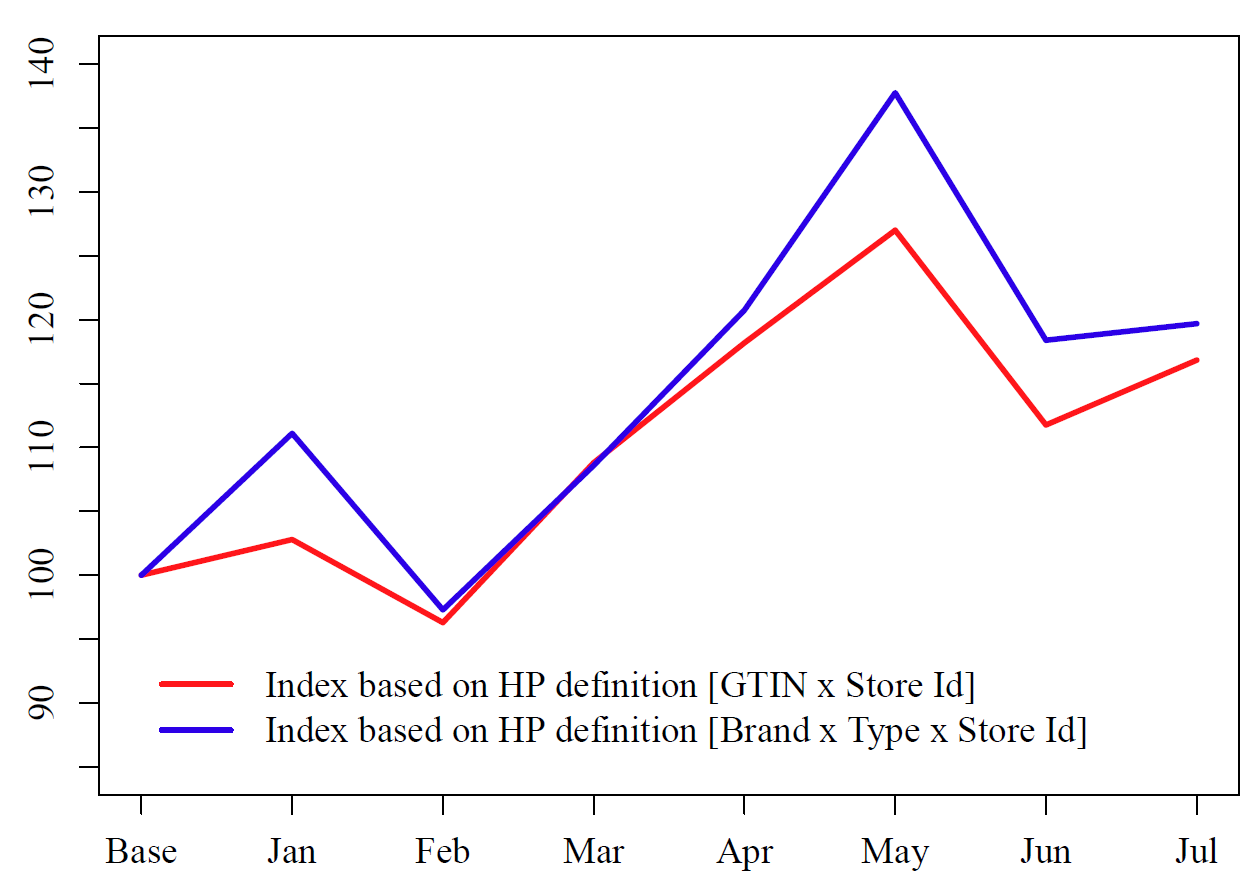 140
130
120
110
100
90
Index based on HP definition [GTIN x Store Id]
Index based on HP definition [Brand x Type x Store Id]
Base Jan Feb Mar Apr May Jun Jul